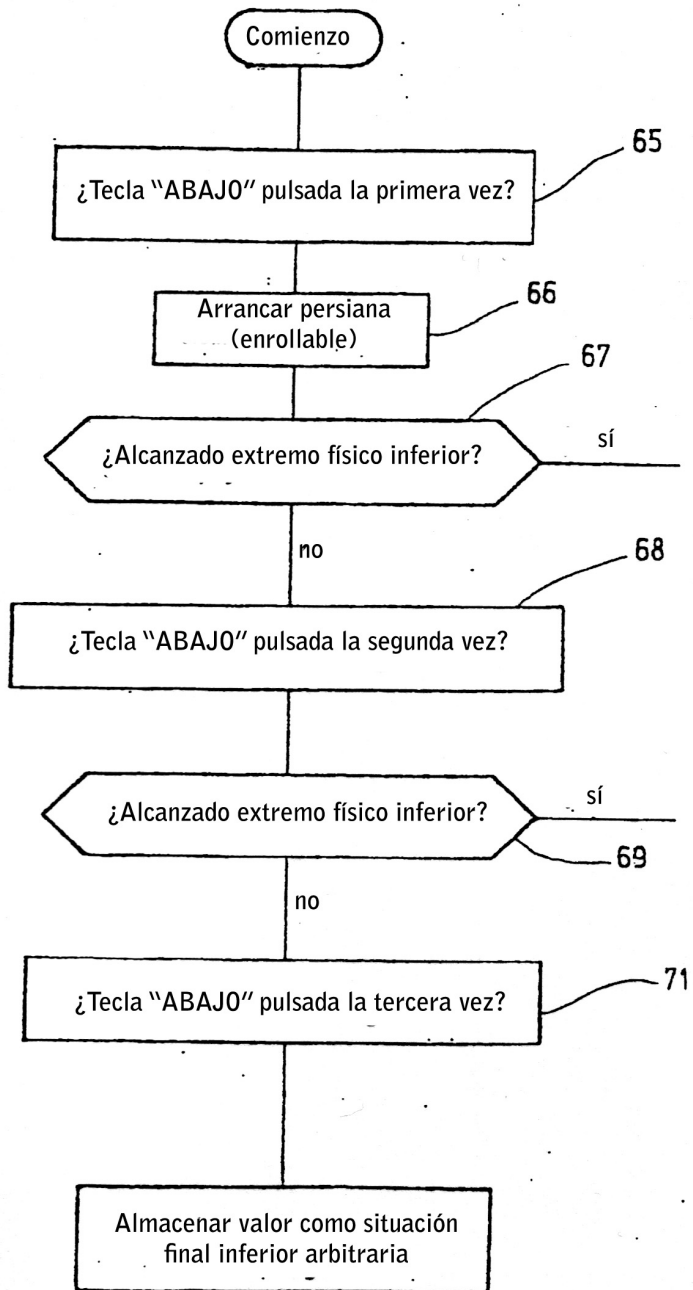 Comienzo
65
¿Tecla “ABAJO” pulsada la primera vez?
66
Arrancar persiana
(enrollable)
67
¿Alcanzado extremo físico inferior?
sí
no
68
¿Tecla “ABAJO” pulsada la segunda vez?
¿Alcanzado extremo físico inferior?
sí
69
no
¿Tecla “ABAJO” pulsada la tercera vez?
71
Almacenar valor como situación
final inferior arbitraria